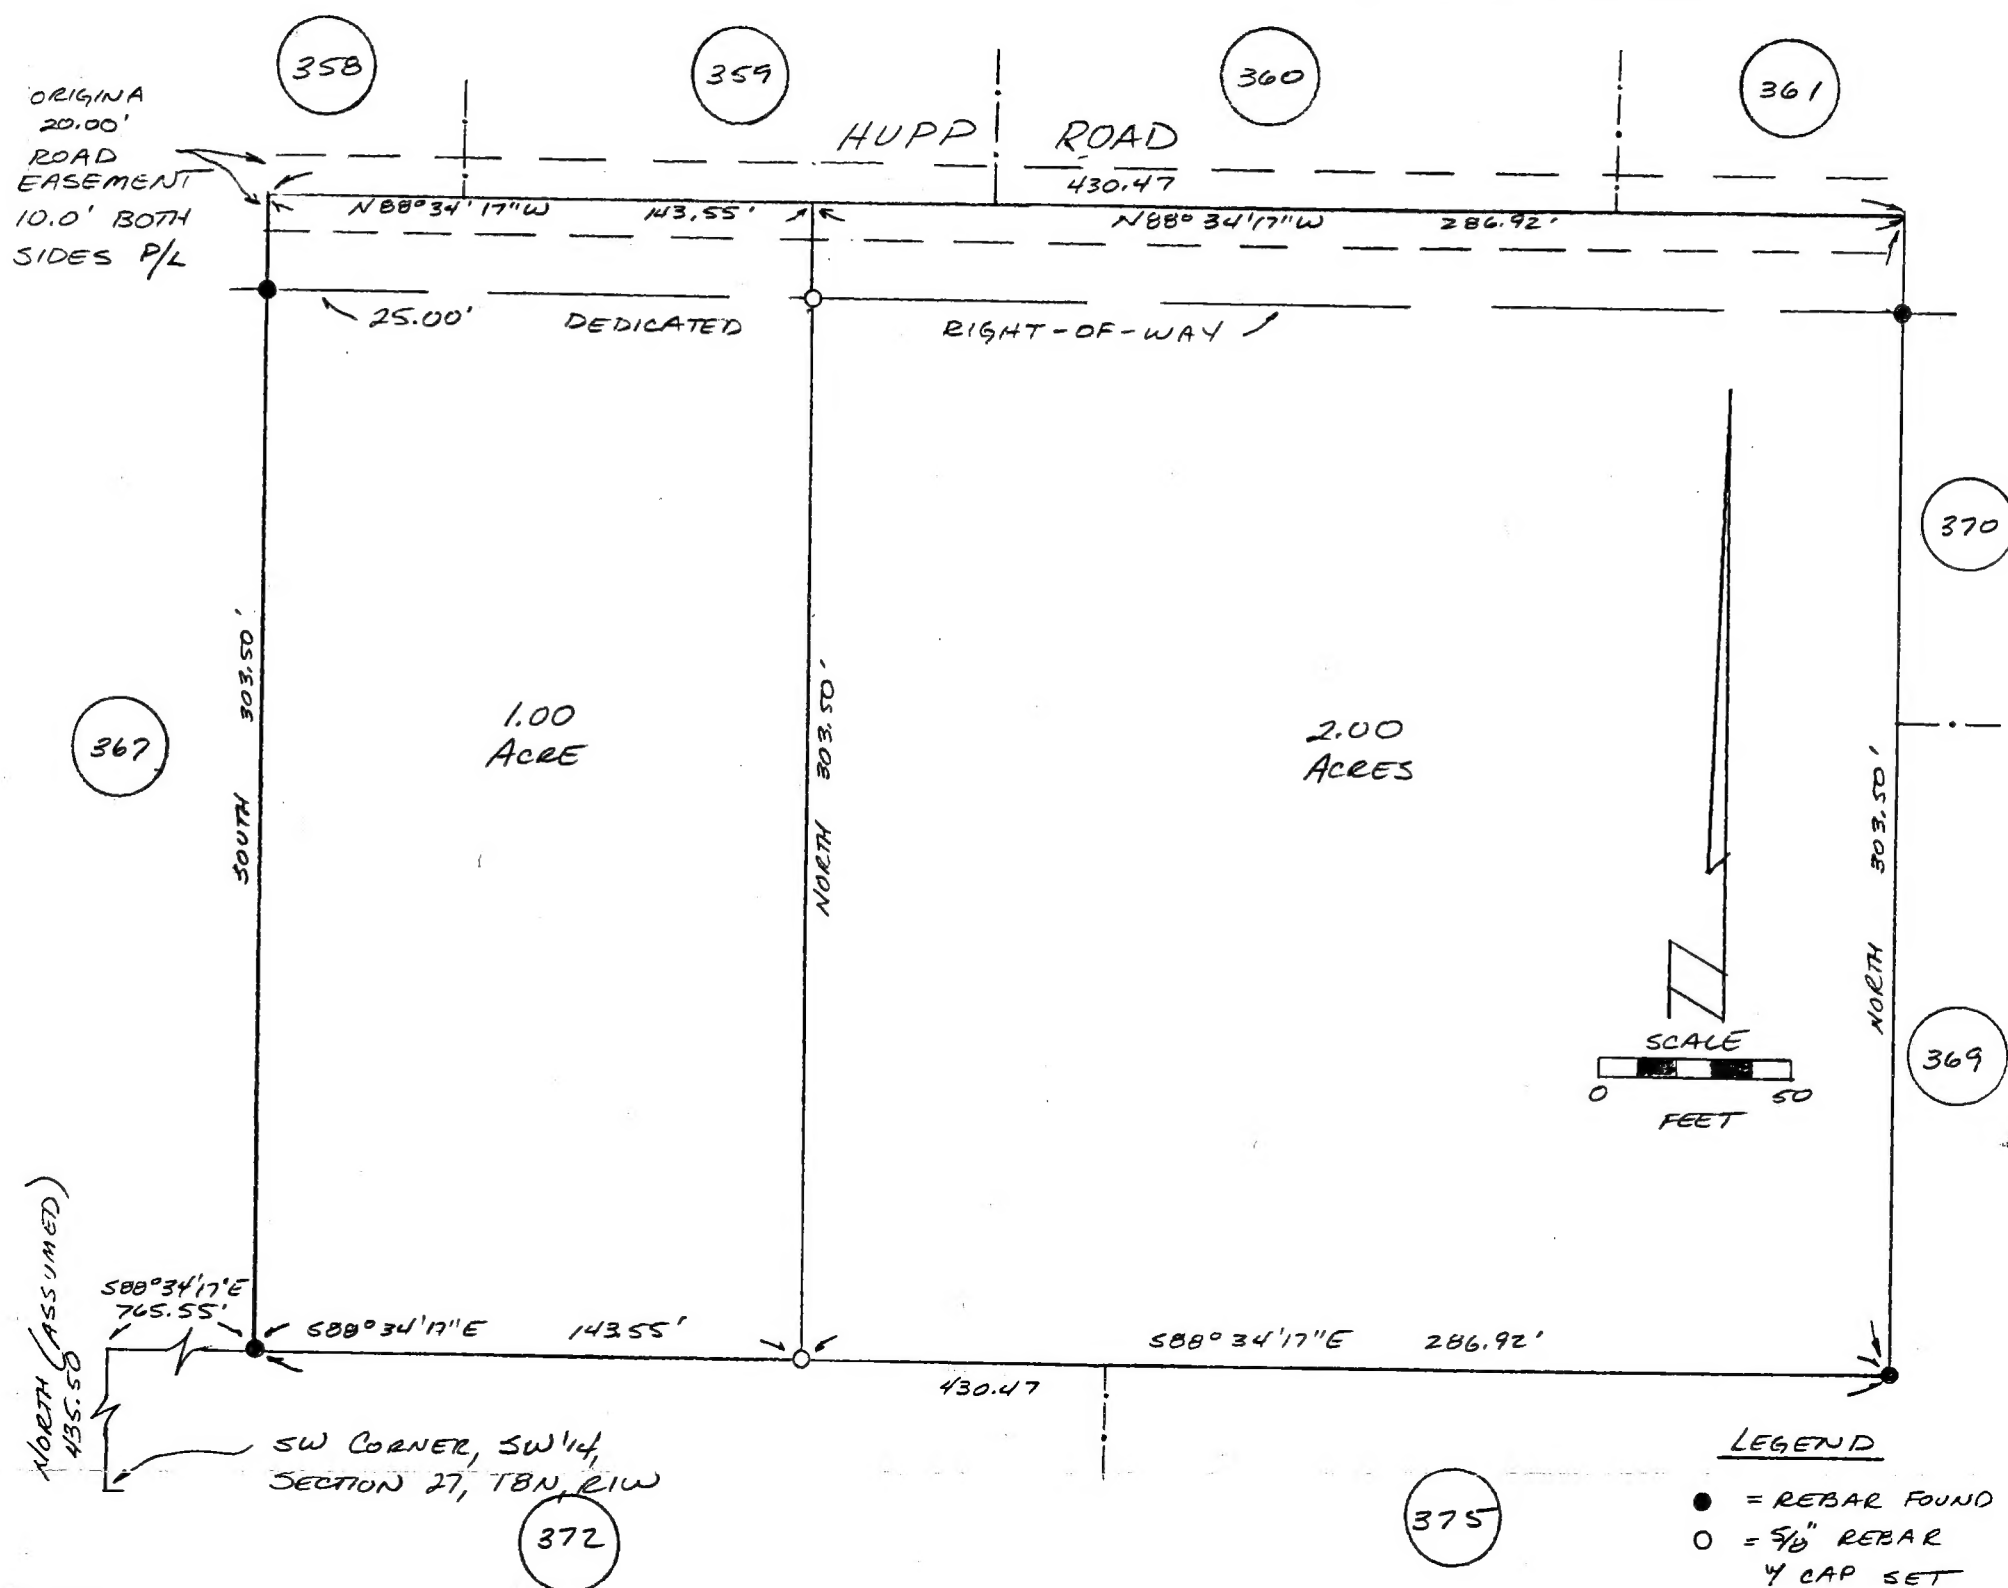 358
359
360
361
ORIGINA
20.00'
ROAD
EASEMENT
10.0' BOTH
SIDES P/L
HUPP ROAD
430.47
N88°34'17"W 143.55'
N88°34'17"W 286.92'
25.00' DEDICATED RIGHT-OF-WAY
370
SOUTH 303.50'
NORTH 303.50'
NORTH 303.50'
367
1.00
ACRE
2.00
ACRES
SCALE
0 50
FEET
369
NORTH (ASSUMED)
435.50
S88°34'17"E
765.55'
S88°34'17"E 143.55'
S88°34'17"E 286.92'
430.47
SW CORNER, SW 1/4,
SECTION 27, T8N, R1W
372
375
LEGEND
● = REBAR FOUND
○ = 5/8" REBAR
W/ CAP SET